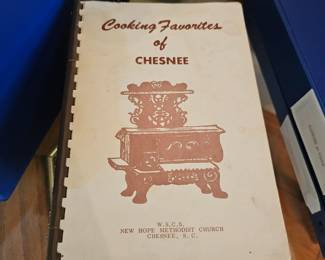 Cooking Favorites
of
CHESNEE
W.S.C.S.
NEW HOPE METHODIST CHURCH
CHESNEE, S. C.